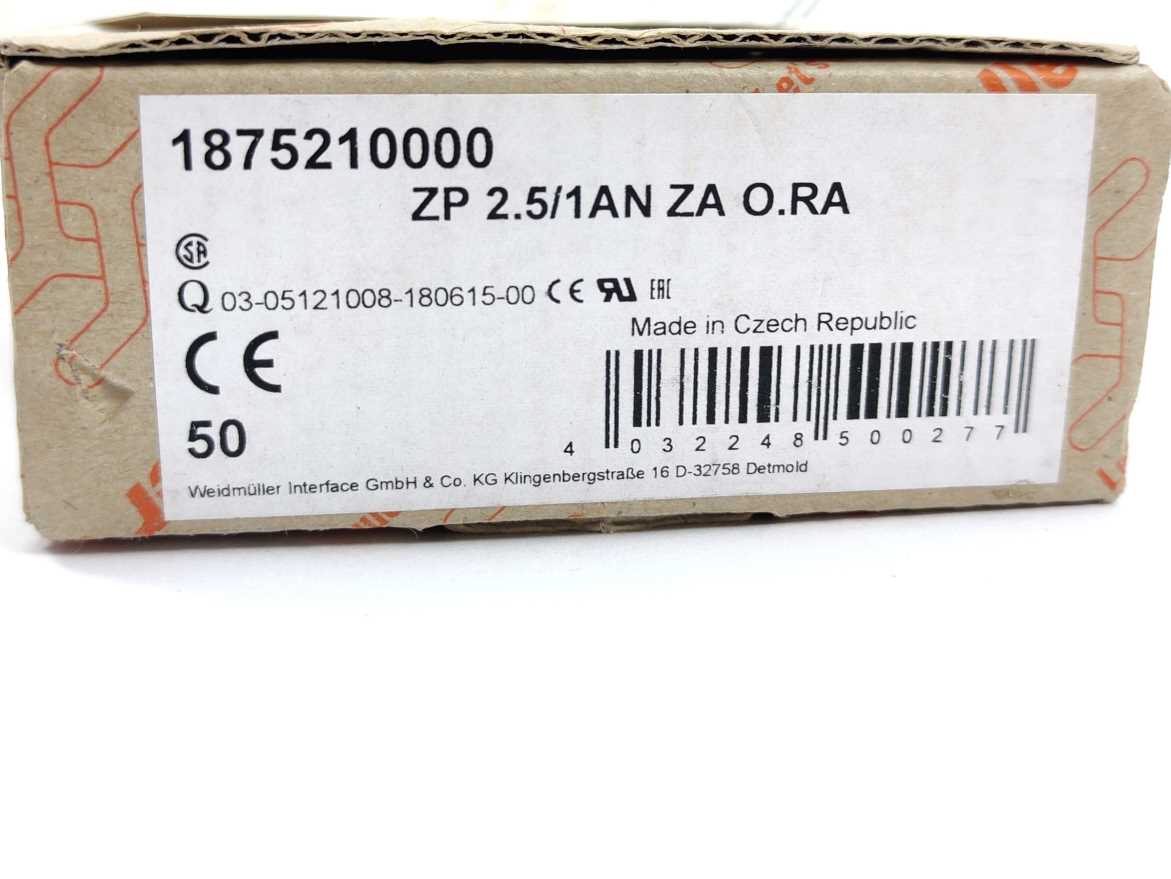 1875210000
ZP 2.5/1AN ZA O.RA
Q 03-05121008-180615-00 CE EAC
Made in Czech Republic
CE
50
4 032248 500277
Weidmüller Interface GmbH & Co. KG Klingenbergstraße 16 D-32758 Detmold